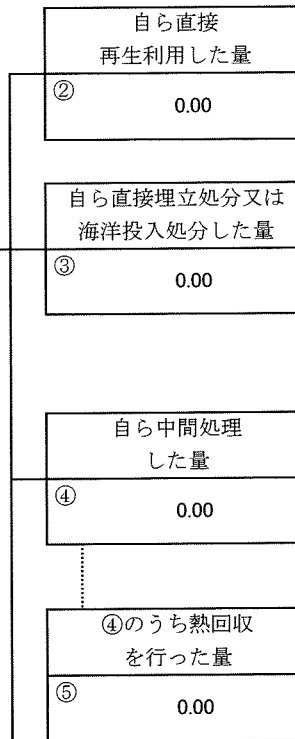 自ら直接
再生利用した量
② 0.00
自ら直接埋立処分又は
海洋投入処分した量
③ 0.00
自ら中間処理
した量
④ 0.00
④のうち熱回収
を行った量
⑤ 0.00